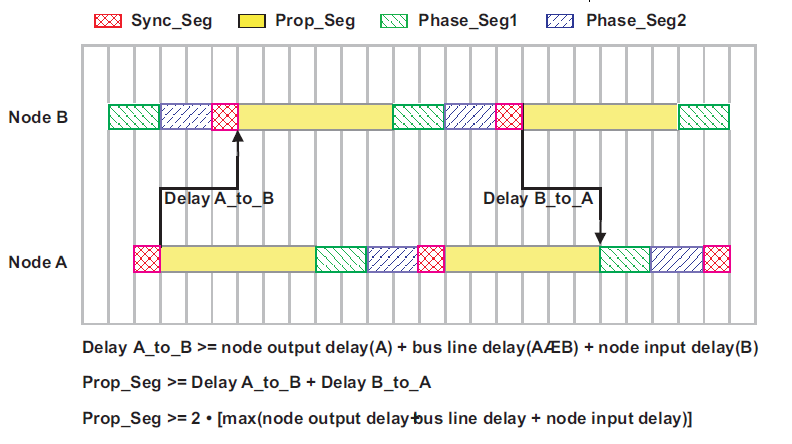 Sync_Seg Prop_Seg Phase_Seg1 Phase_Seg2
Node B
Delay A_to_B Delay B_to_A
Node A
Delay A_to_B >= node output delay(A) + bus line delay(AÆB) + node input delay(B)
Prop_Seg >= Delay A_to_B + Delay B_to_A
Prop_Seg >= 2 • [max(node output delay+bus line delay + node input delay)]